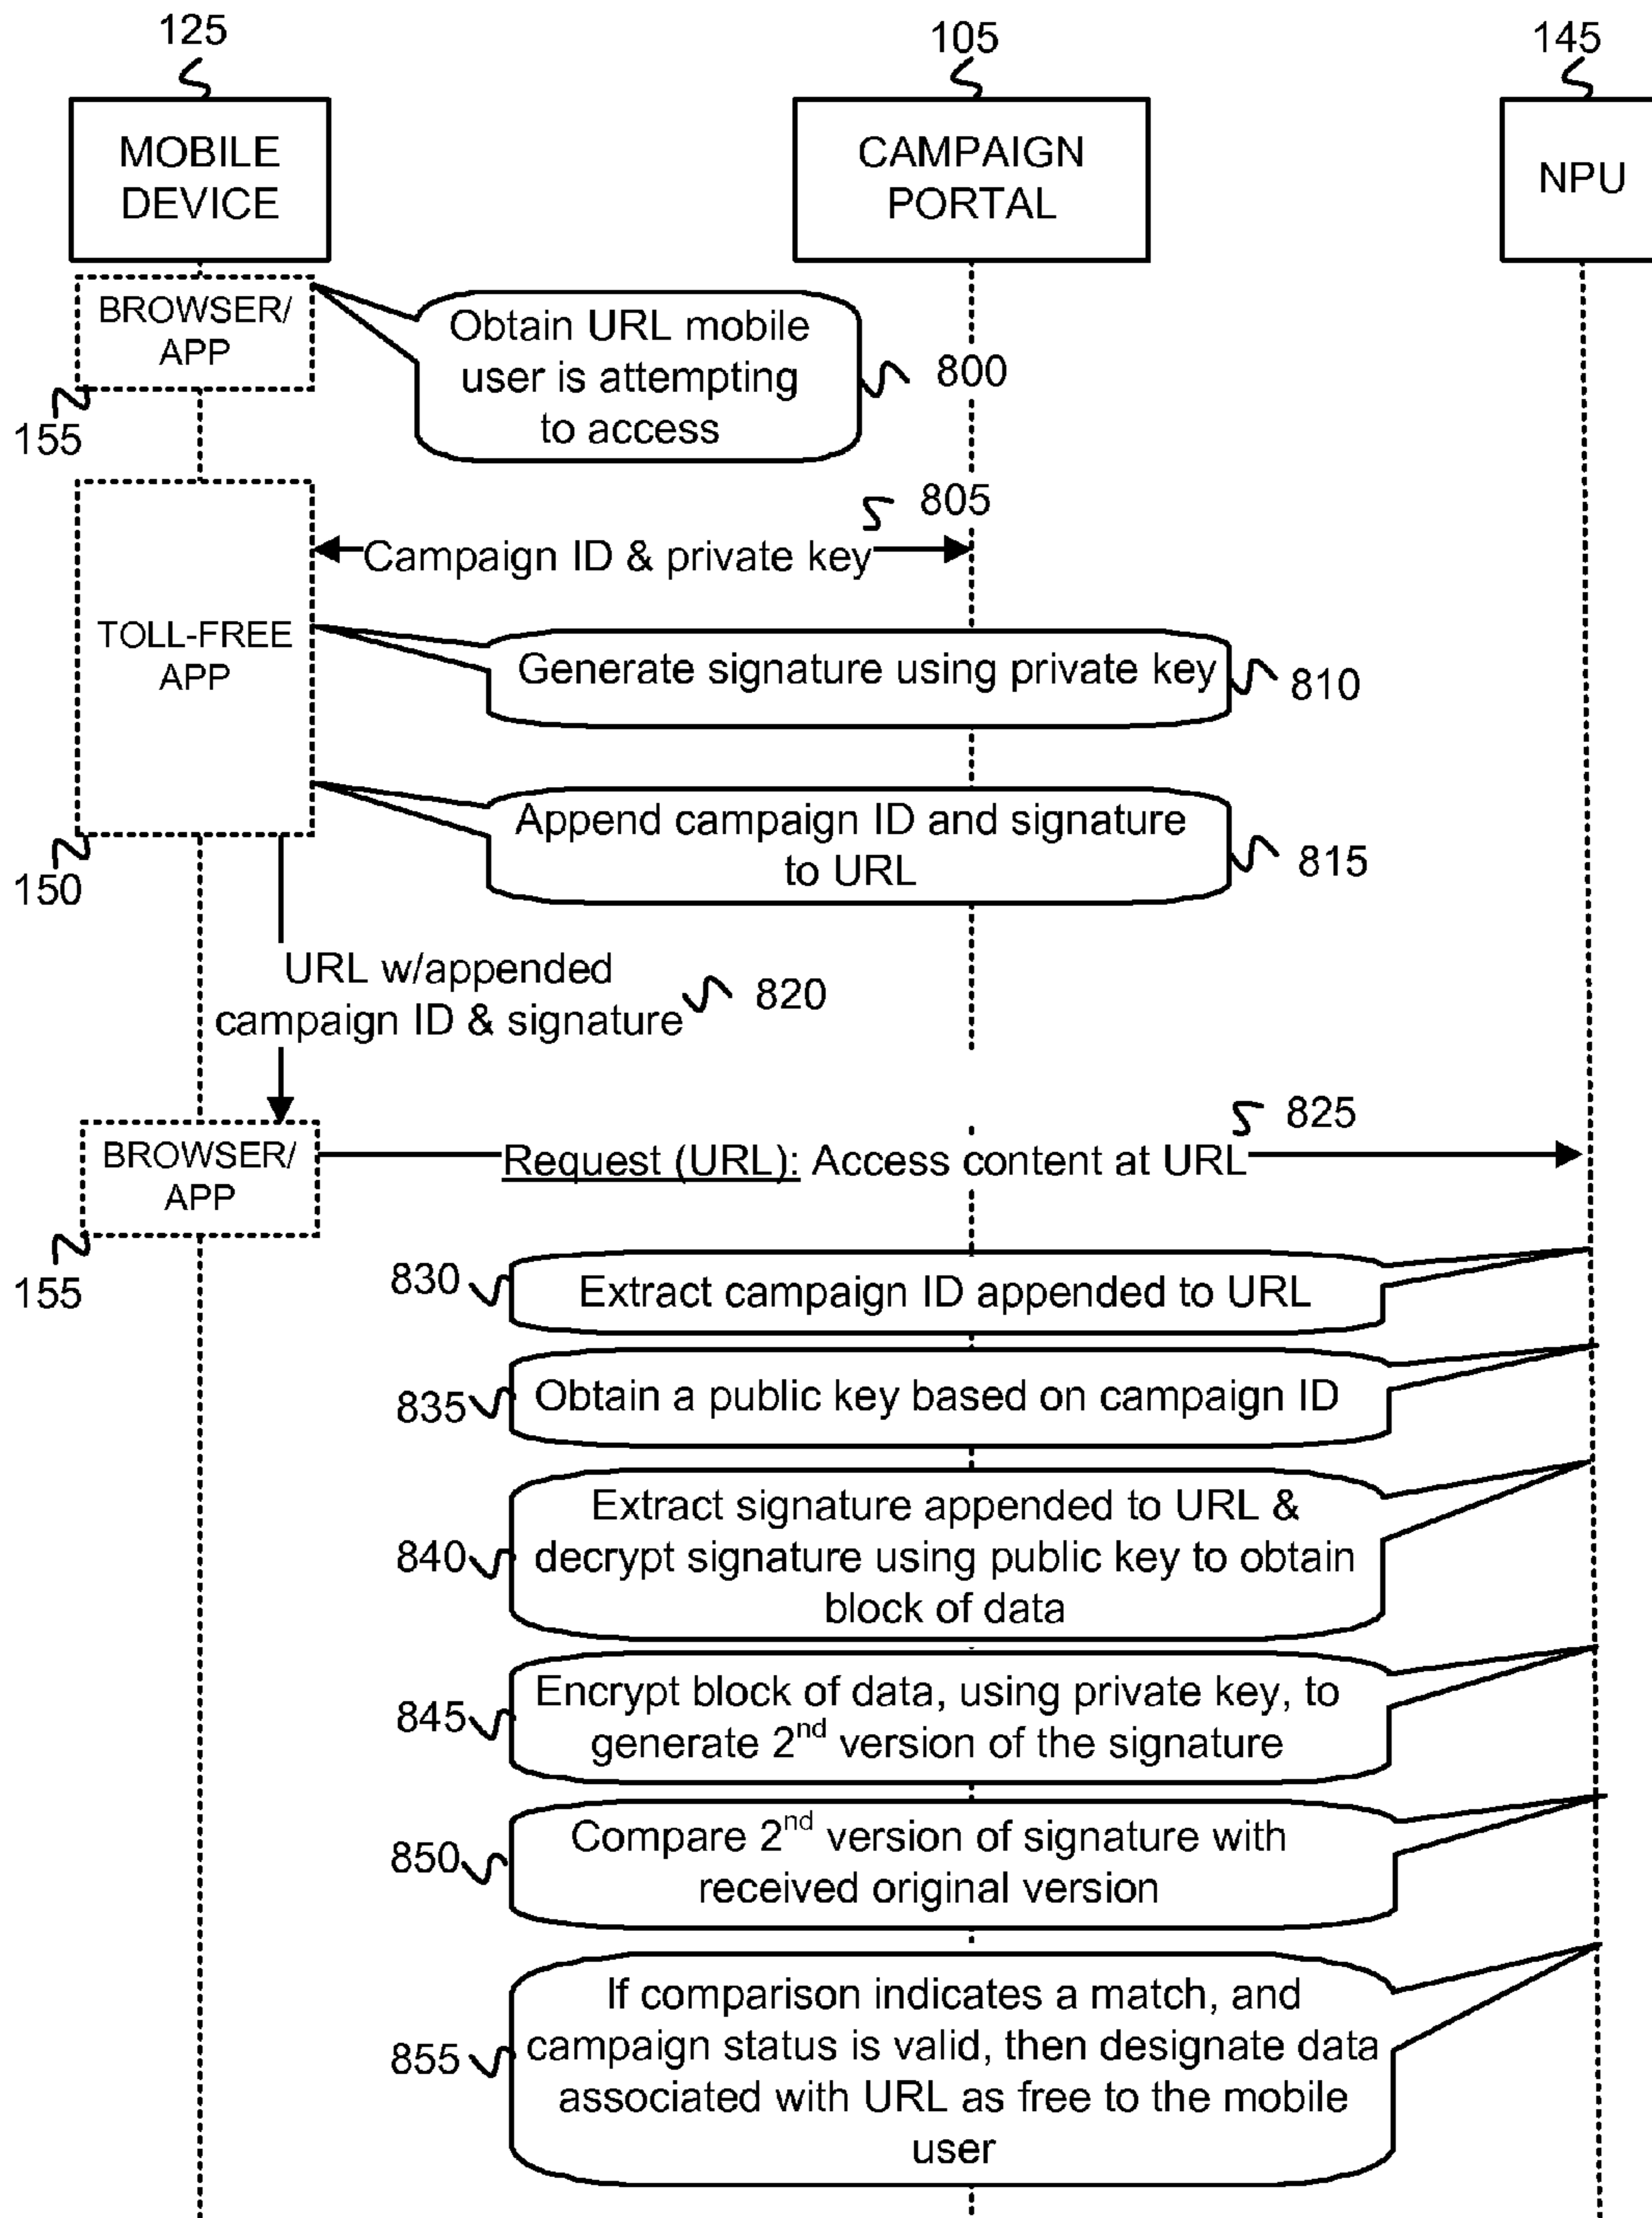 125
105
145
MOBILE
DEVICE
CAMPAIGN
PORTAL
NPU
BROWSER/
APP
155
Obtain URL mobile
user is attempting
to access
800
805
Campaign ID & private key
TOLL-FREE
APP
150
Generate signature using private key
810
Append campaign ID and signature
to URL
815
URL w/appended
campaign ID & signature
820
BROWSER/
APP
155
825
Request (URL): Access content at URL
830
Extract campaign ID appended to URL
835
Obtain a public key based on campaign ID
840
Extract signature appended to URL &
decrypt signature using public key to obtain
block of data
845
Encrypt block of data, using private key, to
generate 2nd version of the signature
850
Compare 2nd version of signature with
received original version
855
If comparison indicates a match, and
campaign status is valid, then designate data
associated with URL as free to the mobile
user